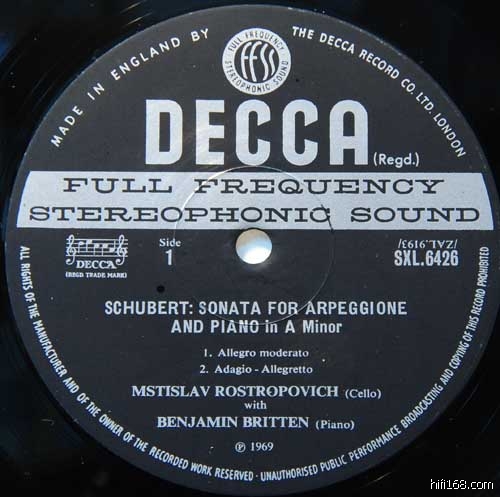 MADE IN ENGLAND BY
FULL FREQUENCY
FFSS
STEREOPHONIC SOUND
THE DECCA RECORD CO. LTD. LONDON
DECCA (Regd.)
FULL FREQUENCY
STEREOPHONIC SOUND
DECCA
(REGD TRADE MARK)
Side
1
/ZAL.9193/
SXL.6426
SCHUBERT: SONATA FOR ARPEGGIONE
AND PIANO in A Minor
1. Allegro moderato
2. Adagio - Allegretto
MSTISLAV ROSTROPOVICH (Cello)
with
BENJAMIN BRITTEN (Piano)
℗ 1969
ALL RIGHTS OF THE MANUFACTURER AND OF THE OWNER OF THE RECORDED WORK RESERVED · UNAUTHORISED PUBLIC PERFORMANCE BROADCASTING AND COPYING OF THIS RECORD PROHIBITED
hifi168.com